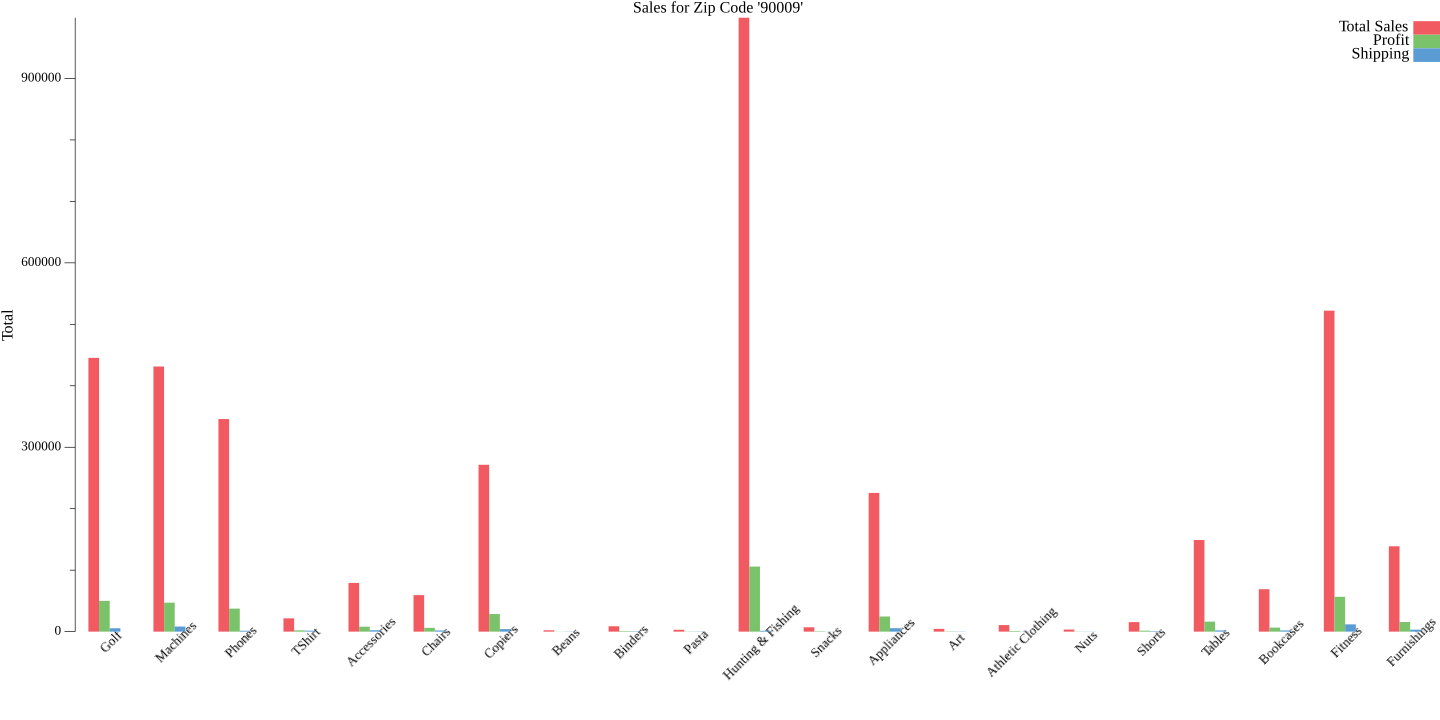 Sales for Zip Code '90009'
Total Sales
Profit
Shipping
Total
900000
600000
300000
0
Golf
Machines
Phones
TShirt
Accessories
Chairs
Copiers
Beans
Binders
Pasta
Hunting & Fishing
Snacks
Appliances
Art
Athletic Clothing
Nuts
Shorts
Tables
Bookcases
Fitness
Furnishings